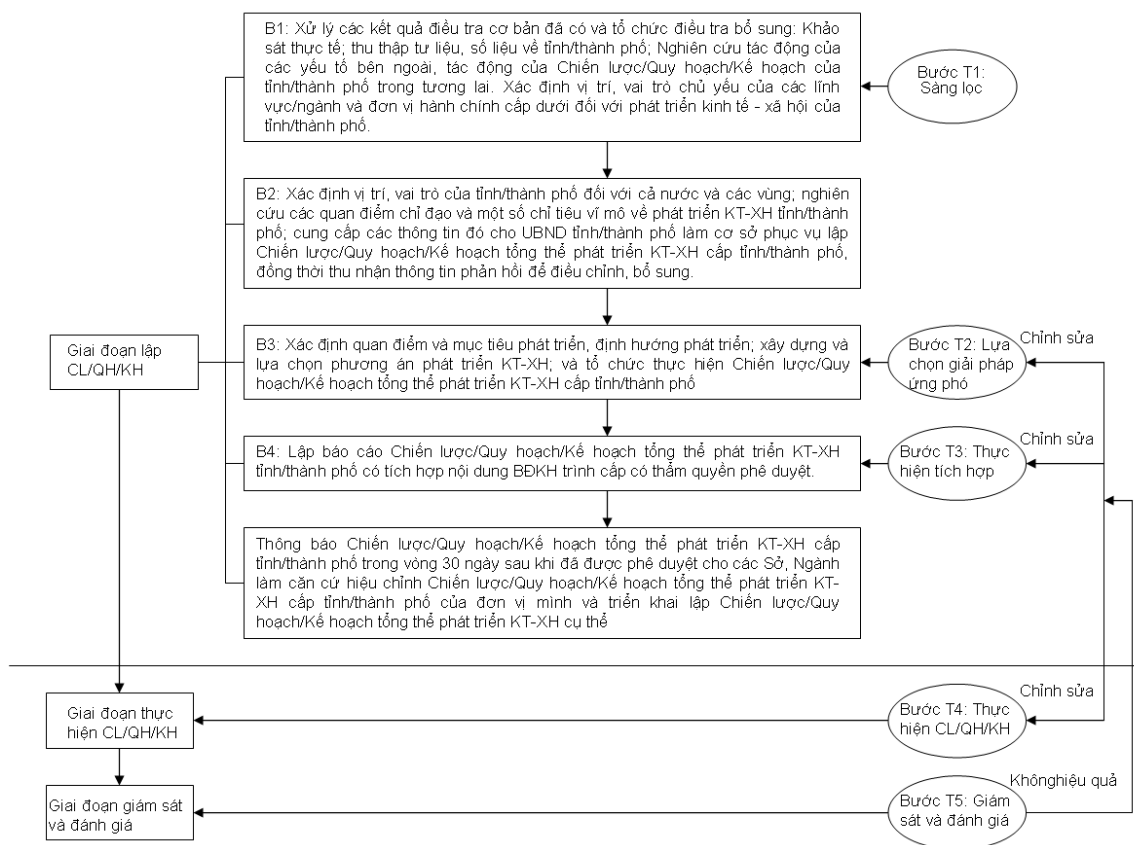 B1: Xử lý các kết quả điều tra cơ bản đã có và tổ chức điều tra bổ sung: Khảo
sát thực tế; thu thập tư liệu, số liệu về tỉnh/thành phố; Nghiên cứu tác động của
các yếu tố bên ngoài, tác động của Chiến lược/Quy hoạch/Kế hoạch của
tỉnh/thành phố trong tương lai. Xác định vị trí, vai trò chủ yếu của các lĩnh
vực/ngành và đơn vị hành chính cấp dưới đối với phát triển kinh tế - xã hội của
tỉnh/thành phố.
Bước T1:
Sàng lọc
B2: Xác định vị trí, vai trò của tỉnh/thành phố đối với cả nước và các vùng; nghiên
cứu các quan điểm chỉ đạo và một số chỉ tiêu vĩ mô về phát triển KT-XH tỉnh/thành
phố; cung cấp các thông tin đó cho UBND tỉnh/thành phố làm cơ sở phục vụ lập
Chiến lược/Quy hoạch/Kế hoạch tổng thể phát triển KT-XH cấp tỉnh/thành phố,
đồng thời thu nhận thông tin phản hồi để điều chỉnh, bổ sung.
Giai đoạn lập
CL/QH/KH
B3: Xác định quan điểm và mục tiêu phát triển, định hướng phát triển; xây dựng và
lựa chọn phương án phát triển KT-XH; và tổ chức thực hiện Chiến lược/Quy
hoạch/Kế hoạch tổng thể phát triển KT-XH cấp tỉnh/thành phố
Bước T2: Lựa
chọn giải pháp
ứng phó
Chỉnh sửa
B4: Lập báo cáo Chiến lược/Quy hoạch/Kế hoạch tổng thể phát triển KT-XH
tỉnh/thành phố có tích hợp nội dung BĐKH trình cấp có thẩm quyền phê duyệt.
Bước T3: Thực
hiện tích hợp
Chỉnh sửa
Thông báo Chiến lược/Quy hoạch/Kế hoạch tổng thể phát triển KT-XH cấp
tỉnh/thành phố trong vòng 30 ngày sau khi đã được phê duyệt cho các Sở, Ngành
làm căn cứ hiệu chỉnh Chiến lược/Quy hoạch/Kế hoạch tổng thể phát triển KT-
XH cấp tỉnh/thành phố của đơn vị mình và triển khai lập Chiến lược/Quy
hoạch/Kế hoạch tổng thể phát triển KT-XH cụ thể
Giai đoạn thực
hiện CL/QH/KH
Bước T4: Thực
hiện CL/QH/KH
Chỉnh sửa
Giai đoạn giám sát
và đánh giá
Bước T5: Giám
sát và đánh giá
Khônghiệu quả